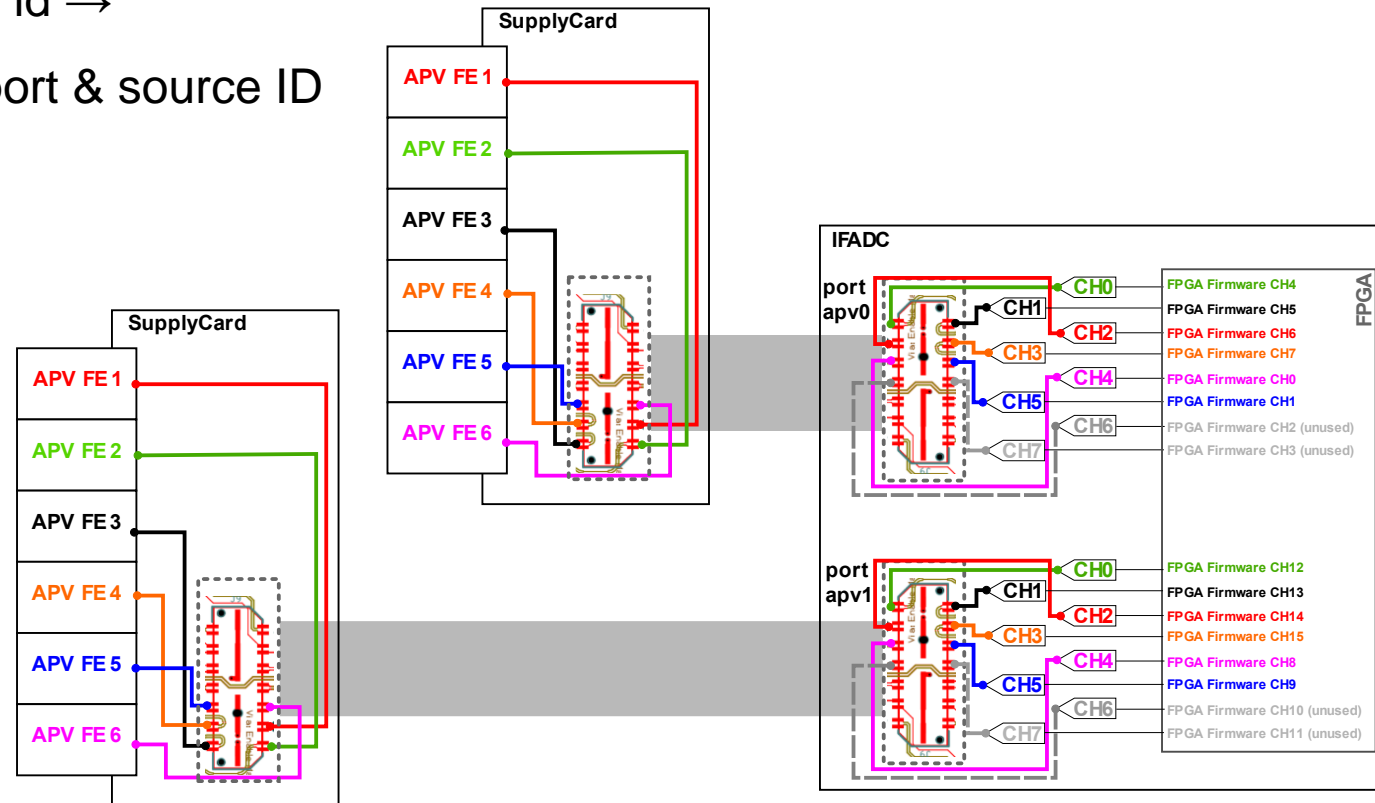 id →
ort & source ID
SupplyCard
APV FE 1
APV FE 2
APV FE 3
APV FE 4
APV FE 5
APV FE 6
SupplyCard
APV FE 1
APV FE 2
APV FE 3
APV FE 4
APV FE 5
APV FE 6
IFADC
FPGA
port
apv0
CH0
CH1
CH2
CH3
CH4
CH5
CH6
CH7
FPGA Firmware CH4
FPGA Firmware CH5
FPGA Firmware CH6
FPGA Firmware CH7
FPGA Firmware CH0
FPGA Firmware CH1
FPGA Firmware CH2 (unused)
FPGA Firmware CH3 (unused)
port
apv1
CH0
CH1
CH2
CH3
CH4
CH5
CH6
CH7
FPGA Firmware CH12
FPGA Firmware CH13
FPGA Firmware CH14
FPGA Firmware CH15
FPGA Firmware CH8
FPGA Firmware CH9
FPGA Firmware CH10 (unused)
FPGA Firmware CH11 (unused)